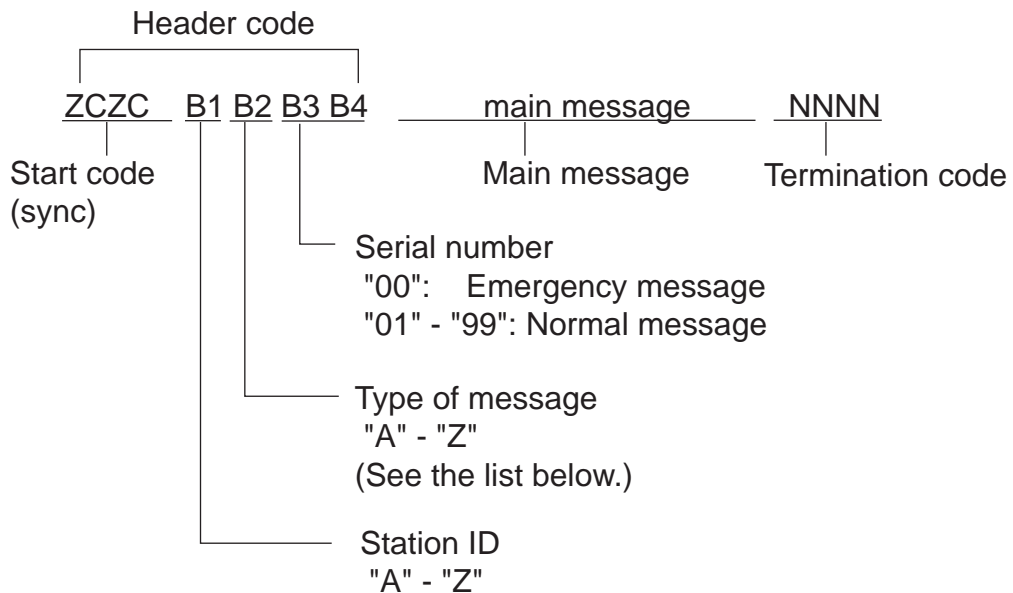 Header code
ZCZC B1 B2 B3 B4 main message NNNN
Start code
(sync)
Main message
Termination code
Serial number
"00": Emergency message
"01" - "99": Normal message
Type of message
"A" - "Z"
(See the list below.)
Station ID
"A" - "Z"